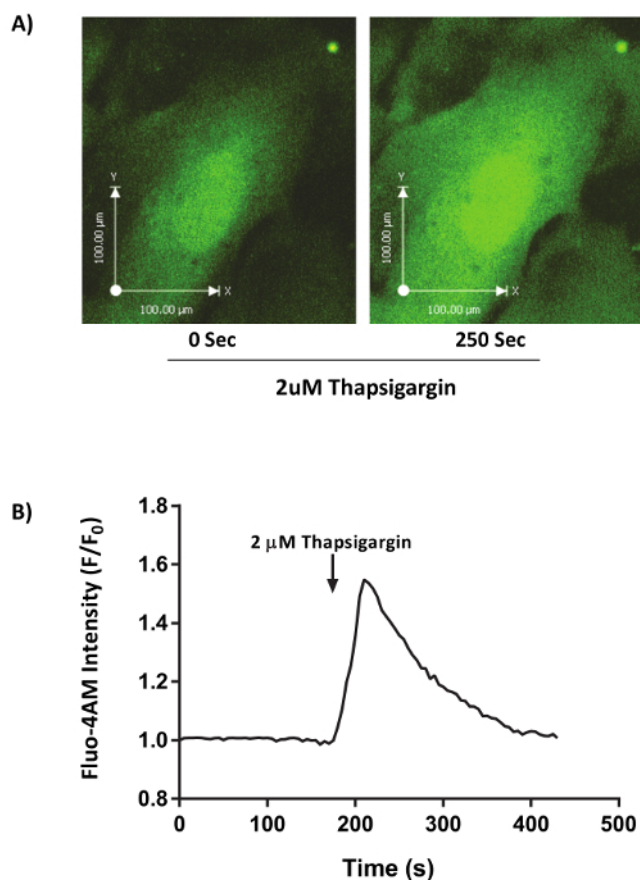 A)
Y
100.00 µm
X
100.00 µm
Y
100.00 µm
X
100.00 µm
0 Sec
250 Sec
2uM Thapsigargin
B)
Fluo-4AM Intensity (F/F₀)
1.8
1.6
1.4
1.2
1.0
0.8
2 µM Thapsigargin
0
100
200
300
400
500
Time (s)